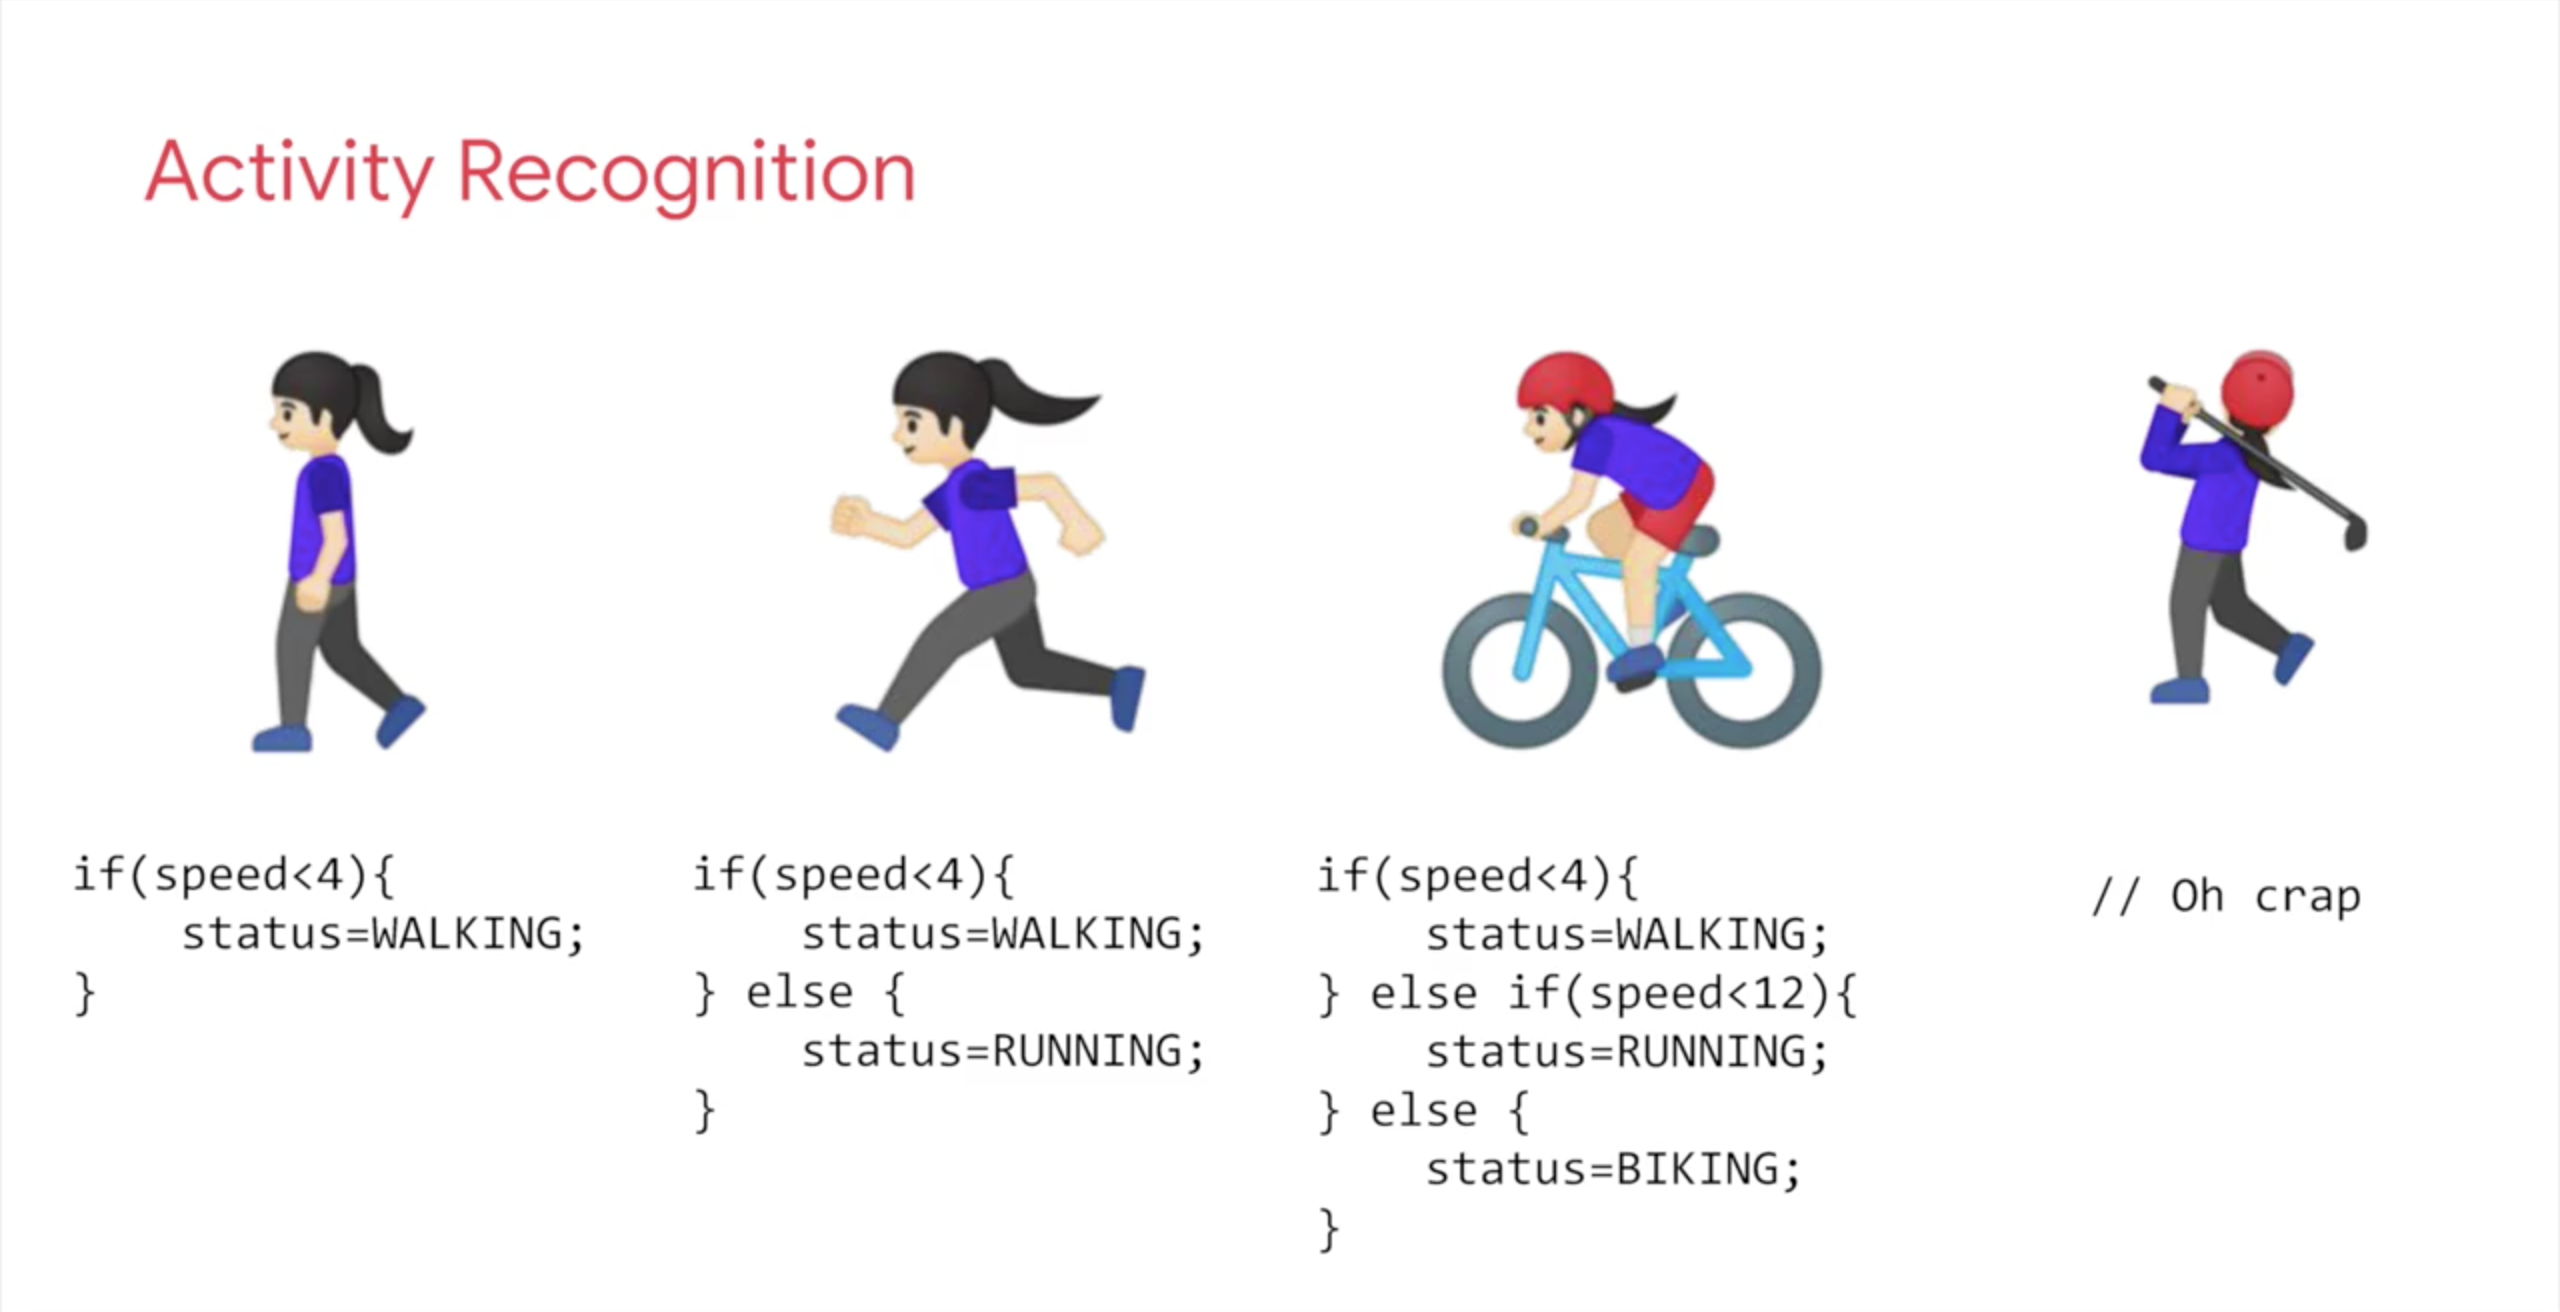 Activity Recognition
if(speed<4){
    status=WALKING;
}
if(speed<4){
    status=WALKING;
} else {
    status=RUNNING;
}
if(speed<4){
    status=WALKING;
} else if(speed<12){
    status=RUNNING;
} else {
    status=BIKING;
}
// Oh crap